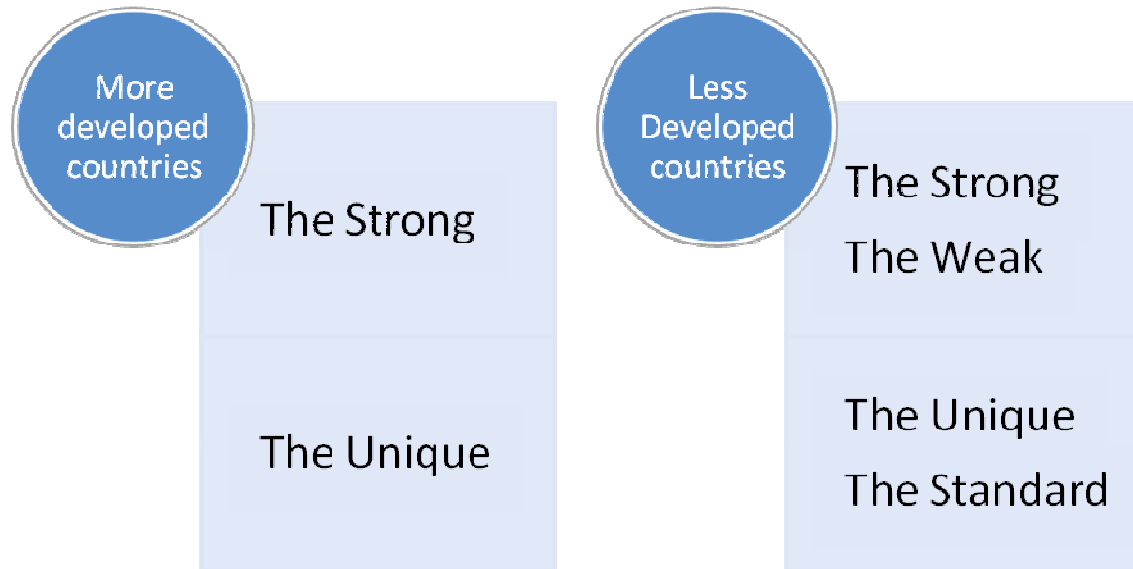 More
developed
countries
The Strong
The Unique
Less
Developed
countries
The Strong
The Weak
The Unique
The Standard